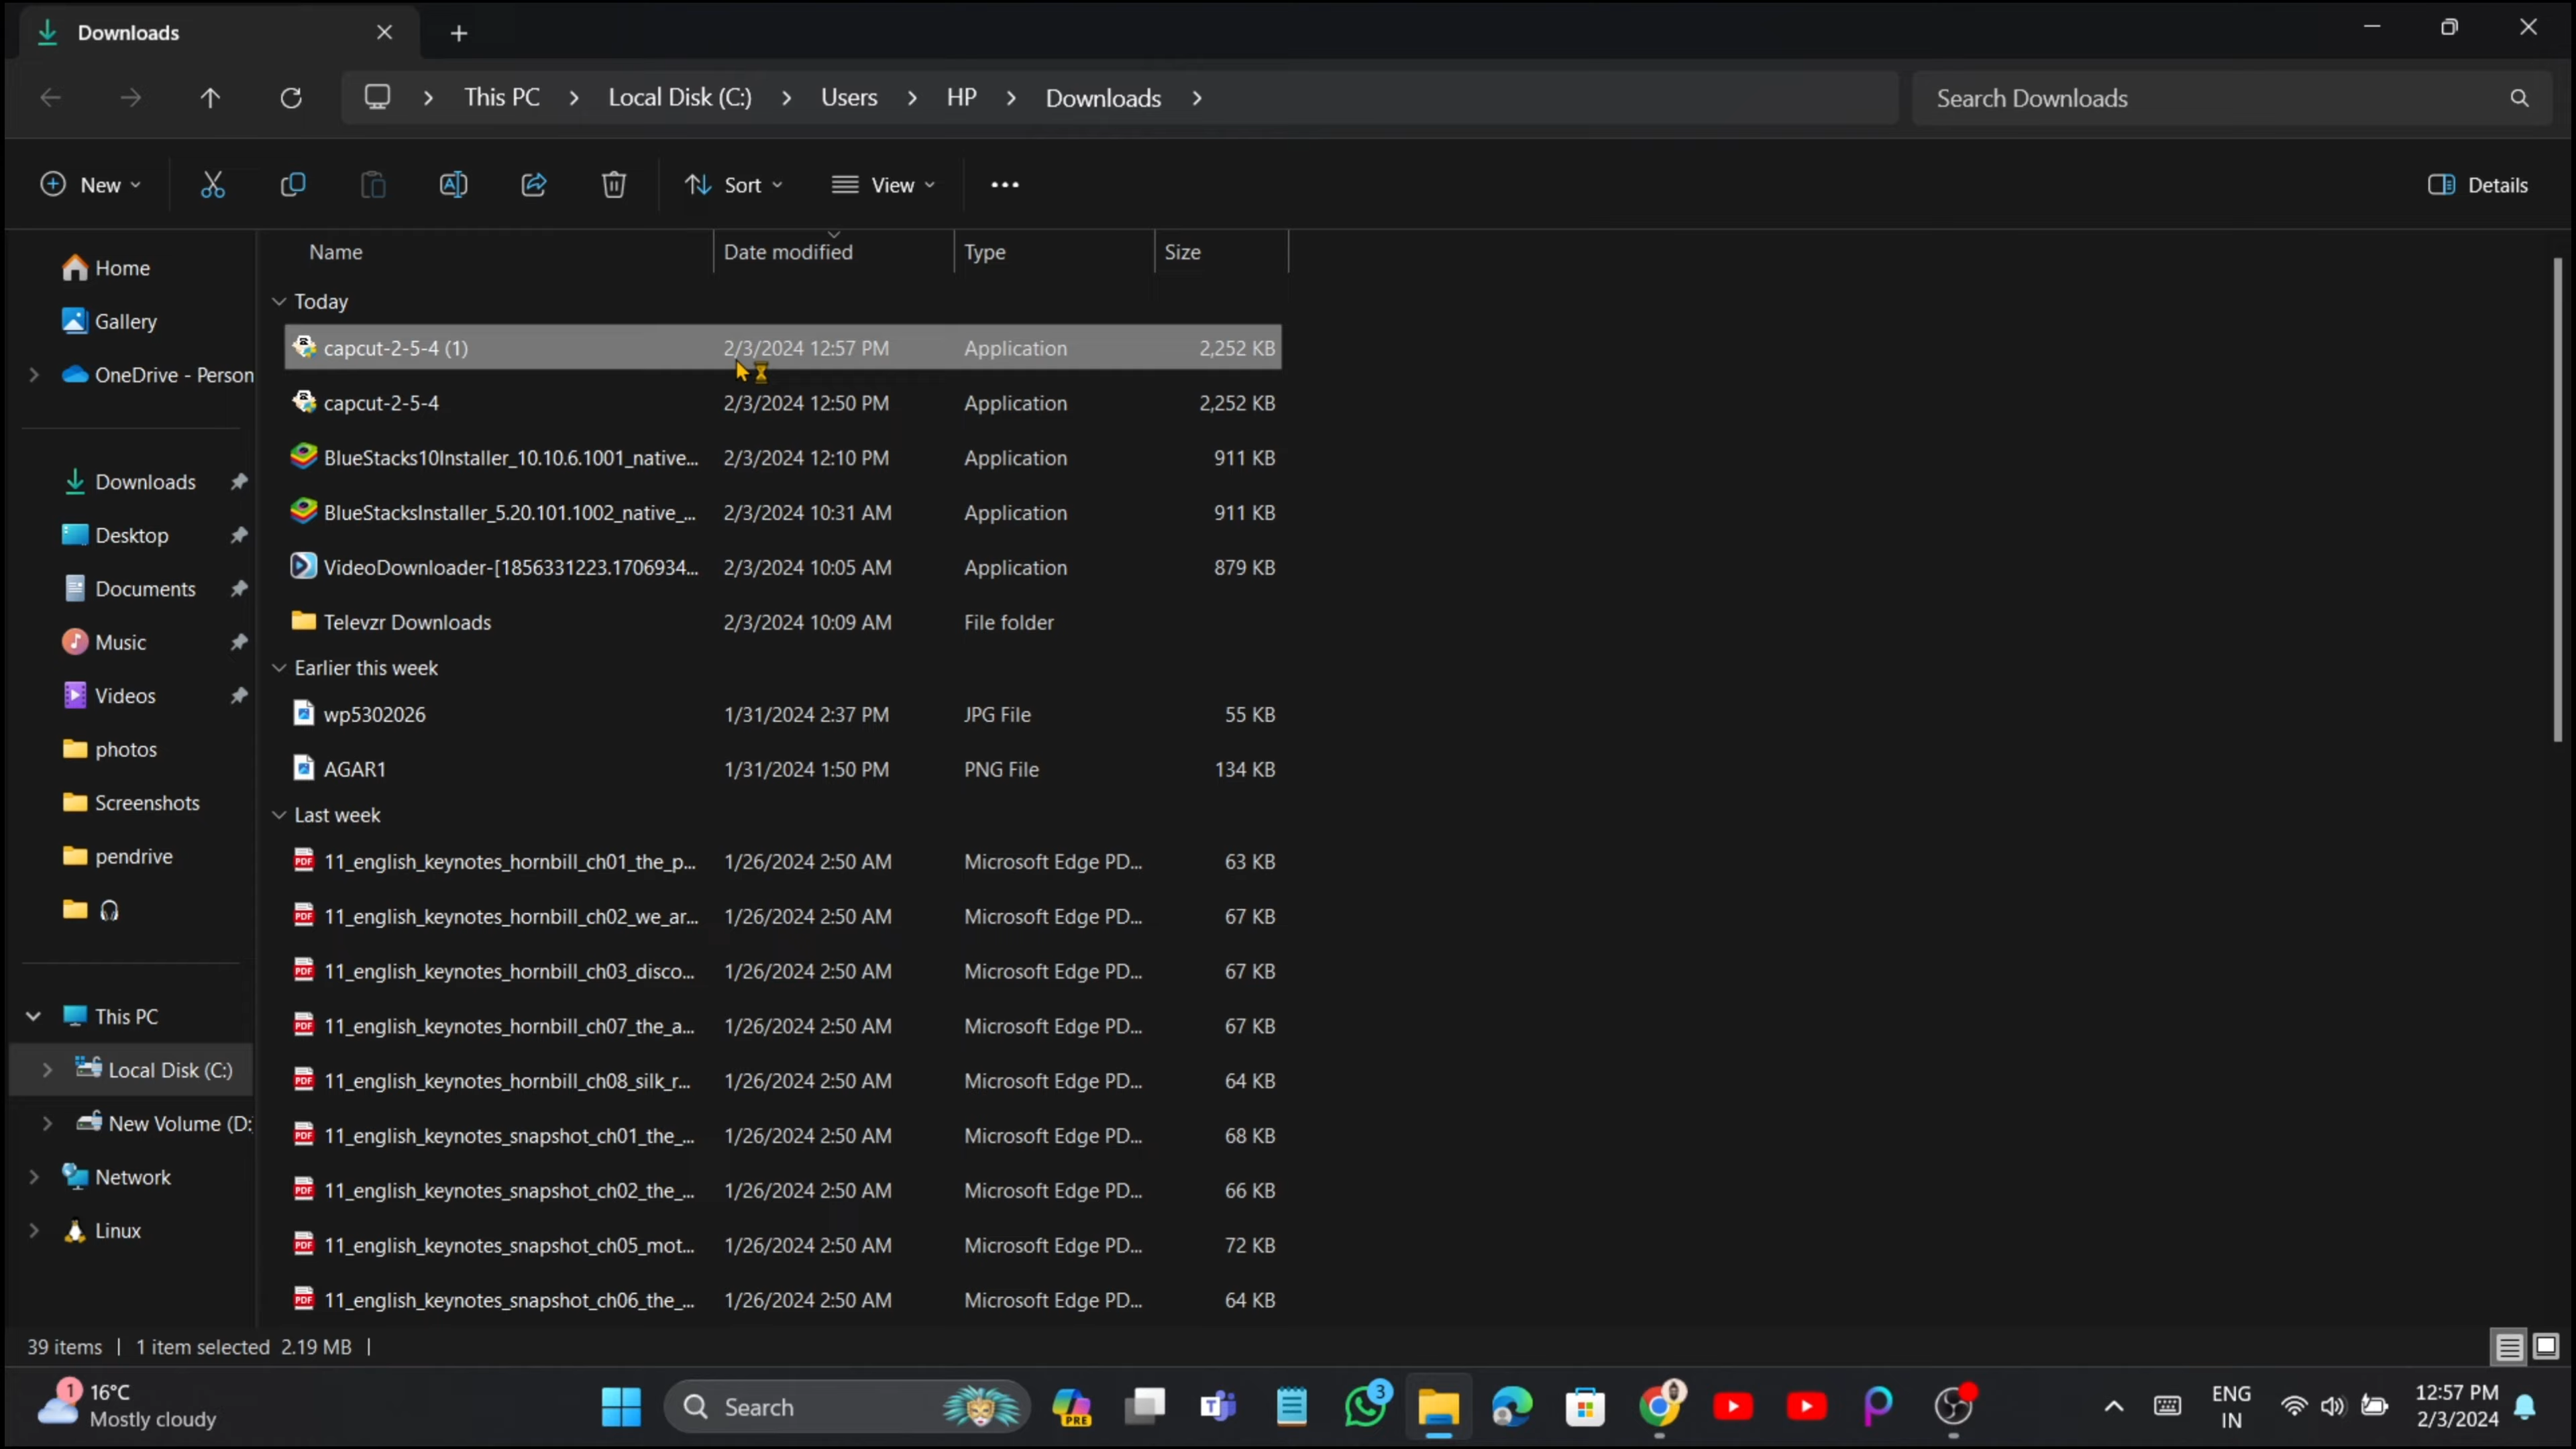 Downloads
This PC Local Disk (C:) Users HP Downloads
Search Downloads
New Sort View Details
Name Date modified Type Size
Home
Gallery
OneDrive - Person
Downloads
Desktop
Documents
Music
Videos
photos
Screenshots
pendrive
This PC
Local Disk (C:)
New Volume (D:
Network
Linux
Today
capcut-2-5-4 (1) 2/3/2024 12:57 PM Application 2,252 KB
capcut-2-5-4 2/3/2024 12:50 PM Application 2,252 KB
BlueStacks10Installer_10.10.6.1001_native... 2/3/2024 12:10 PM Application 911 KB
BlueStacksInstaller_5.20.101.1002_native_... 2/3/2024 10:31 AM Application 911 KB
VideoDownloader-[1856331223.1706934... 2/3/2024 10:05 AM Application 879 KB
Televzr Downloads 2/3/2024 10:09 AM File folder
Earlier this week
wp5302026 1/31/2024 2:37 PM JPG File 55 KB
AGAR1 1/31/2024 1:50 PM PNG File 134 KB
Last week
11_english_keynotes_hornbill_ch01_the_p... 1/26/2024 2:50 AM Microsoft Edge PD... 63 KB
11_english_keynotes_hornbill_ch02_we_ar... 1/26/2024 2:50 AM Microsoft Edge PD... 67 KB
11_english_keynotes_hornbill_ch03_disco... 1/26/2024 2:50 AM Microsoft Edge PD... 67 KB
11_english_keynotes_hornbill_ch07_the_a... 1/26/2024 2:50 AM Microsoft Edge PD... 67 KB
11_english_keynotes_hornbill_ch08_silk_r... 1/26/2024 2:50 AM Microsoft Edge PD... 64 KB
11_english_keynotes_snapshot_ch01_the_... 1/26/2024 2:50 AM Microsoft Edge PD... 68 KB
11_english_keynotes_snapshot_ch02_the_... 1/26/2024 2:50 AM Microsoft Edge PD... 66 KB
11_english_keynotes_snapshot_ch05_mot... 1/26/2024 2:50 AM Microsoft Edge PD... 72 KB
11_english_keynotes_snapshot_ch06_the_... 1/26/2024 2:50 AM Microsoft Edge PD... 64 KB
39 items | 1 item selected 2.19 MB |
1
16°C
Mostly cloudy
Search
PRE
3
ENG
IN
12:57 PM
2/3/2024